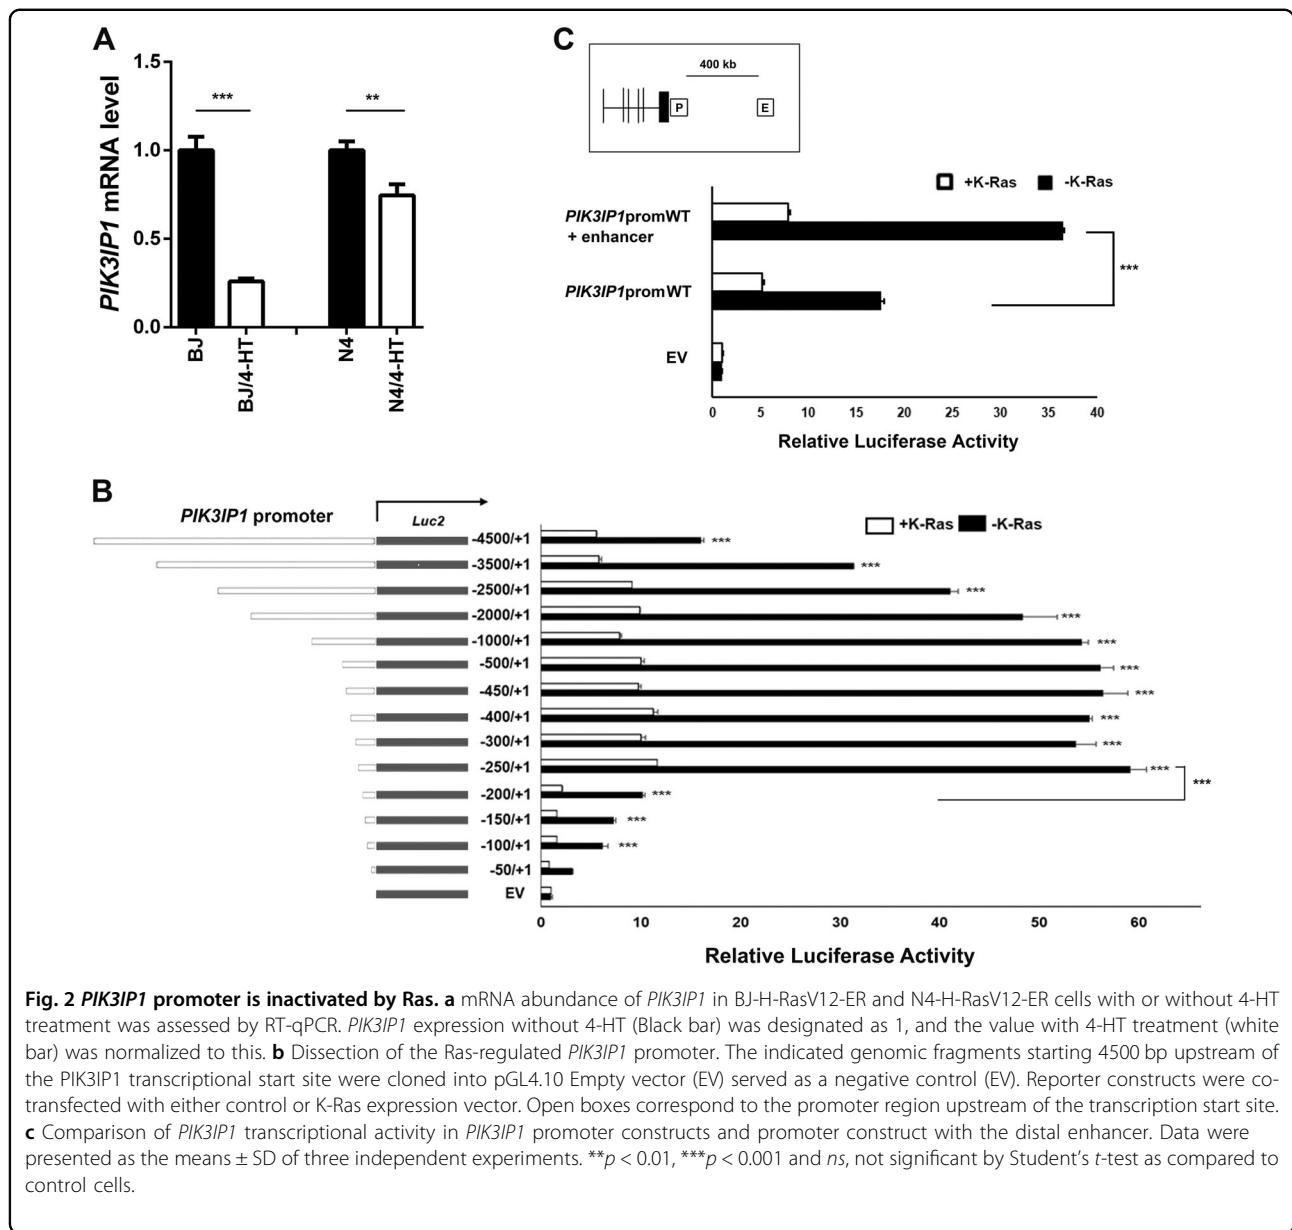 A
PIK3IP1 mRNA level
1.5
1.0
0.5
0.0
***
**
BJ
BJ/4-HT
N4
N4/4-HT
C
400 kb
P
E
+K-Ras
-K-Ras
PIK3IP1promWT
+ enhancer
PIK3IP1promWT
EV
***
0 5 10 15 20 25 30 35 40
Relative Luciferase Activity
B
PIK3IP1 promoter
Luc2
+K-Ras
-K-Ras
-4500/+1 ***
-3500/+1 ***
-2500/+1 ***
-2000/+1 ***
-1000/+1 ***
-500/+1 ***
-450/+1 ***
-400/+1 ***
-300/+1 ***
-250/+1 ***
***
-200/+1 ***
-150/+1 ***
-100/+1 ***
-50/+1
EV
0 10 20 30 40 50 60
Relative Luciferase Activity
Fig. 2 PIK3IP1 promoter is inactivated by Ras. a mRNA abundance of PIK3IP1 in BJ-H-RasV12-ER and N4-H-RasV12-ER cells with or without 4-HT
treatment was assessed by RT-qPCR. PIK3IP1 expression without 4-HT (Black bar) was designated as 1, and the value with 4-HT treatment (white
bar) was normalized to this. b Dissection of the Ras-regulated PIK3IP1 promoter. The indicated genomic fragments starting 4500 bp upstream of
the PIK3IP1 transcriptional start site were cloned into pGL4.10 Empty vector (EV) served as a negative control (EV). Reporter constructs were co-
transfected with either control or K-Ras expression vector. Open boxes correspond to the promoter region upstream of the transcription start site.
c Comparison of PIK3IP1 transcriptional activity in PIK3IP1 promoter constructs and promoter construct with the distal enhancer. Data were
presented as the means ± SD of three independent experiments. **p < 0.01, ***p < 0.001 and ns, not significant by Student's t-test as compared to
control cells.